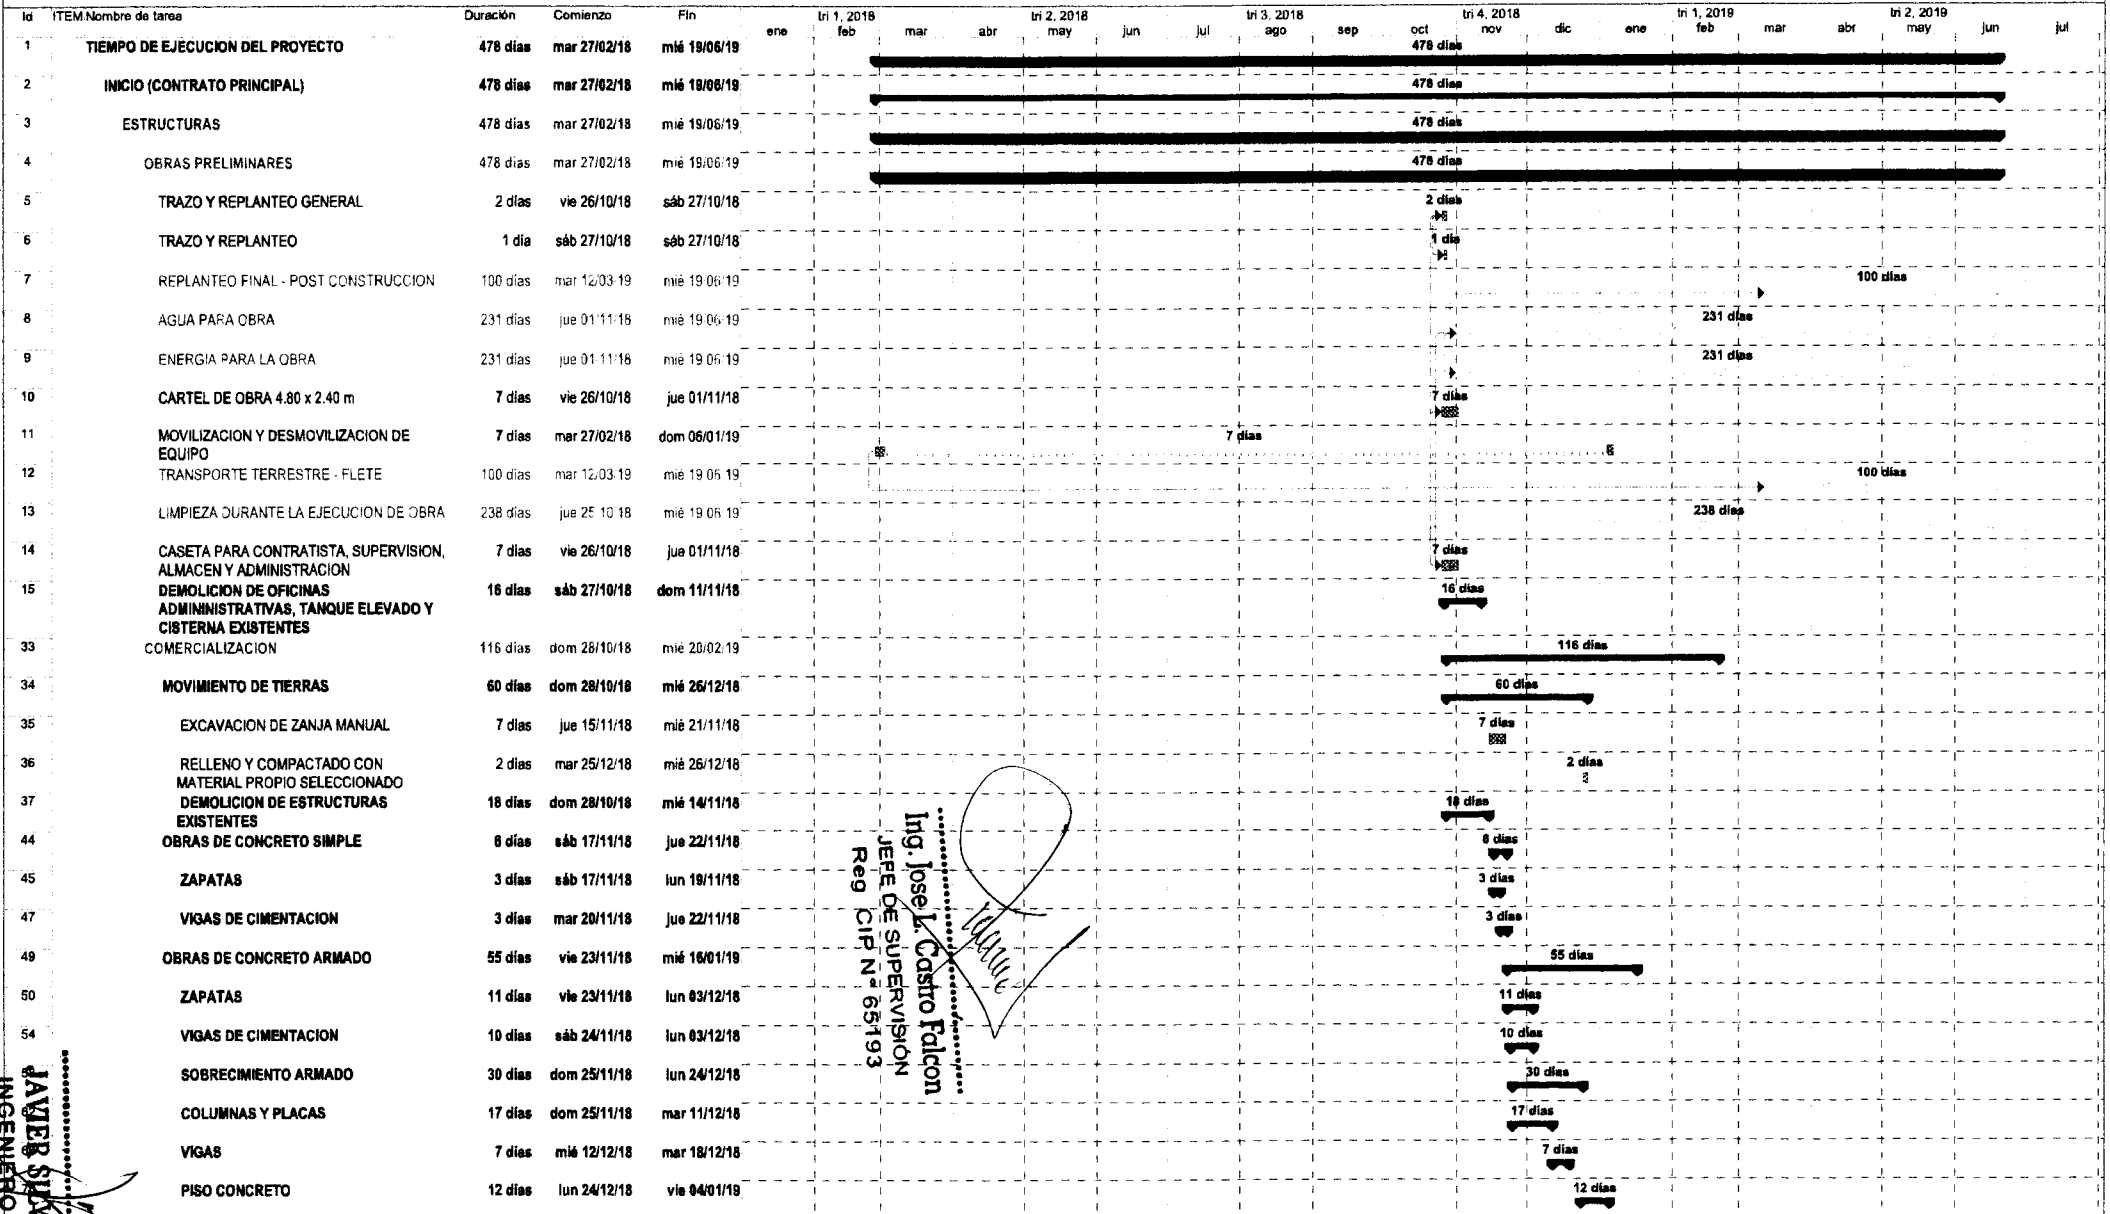 Id ITEM Nombre de tarea Duración Comienzo Fin tri 1, 2018 tri 2, 2018 tri 3, 2018 tri 4, 2018 tri 1, 2019 tri 2, 2019
ene feb mar abr may jun jul ago sep oct nov dic ene feb mar abr may jun jul
1 TIEMPO DE EJECUCION DEL PROYECTO 478 días mar 27/02/18 mié 19/06/19 478 días
2 INICIO (CONTRATO PRINCIPAL) 478 días mar 27/02/18 mié 19/06/19 478 días
3 ESTRUCTURAS 478 días mar 27/02/18 mié 19/06/19 478 días
4 OBRAS PRELIMINARES 478 días mar 27/02/18 mié 19/06/19 478 días
5 TRAZO Y REPLANTEO GENERAL 2 días vie 26/10/18 sáb 27/10/18 2 días
6 TRAZO Y REPLANTEO 1 día sáb 27/10/18 sáb 27/10/18 1 día
7 REPLANTEO FINAL - POST CONSTRUCCION 100 días mar 12/03/19 mié 19/06/19 100 días
8 AGUA PARA OBRA 231 días jue 01/11/18 mié 19/06/19 231 días
9 ENERGIA PARA LA OBRA 231 días jue 01/11/18 mié 19/06/19 231 días
10 CARTEL DE OBRA 4.80 x 2.40 m 7 días vie 26/10/18 jue 01/11/18 7 días
11 MOVILIZACION Y DESMOVILIZACION DE 7 días mar 27/02/18 dom 06/01/19 7 días
EQUIPO
12 TRANSPORTE TERRESTRE - FLETE 100 días mar 12/03/19 mié 19/06/19 100 días
13 LIMPIEZA DURANTE LA EJECUCION DE OBRA 238 días jue 25/10/18 mié 19/06/19 238 días
14 CASETA PARA CONTRATISTA, SUPERVISION, 7 días vie 26/10/18 jue 01/11/18 7 días
ALMACEN Y ADMINISTRACION
15 DEMOLICION DE OFICINAS 16 días sáb 27/10/18 dom 11/11/18 16 días
ADMININISTRATIVAS, TANQUE ELEVADO Y
CISTERNA EXISTENTES
33 COMERCIALIZACION 116 días dom 28/10/18 mié 20/02/19 116 días
34 MOVIMIENTO DE TIERRAS 60 días dom 28/10/18 mié 26/12/18 60 días
35 EXCAVACION DE ZANJA MANUAL 7 días jue 15/11/18 mié 21/11/18 7 días
36 RELLENO Y COMPACTADO CON 2 días mar 25/12/18 mié 26/12/18 2 días
MATERIAL PROPIO SELECCIONADO
37 DEMOLICION DE ESTRUCTURAS 18 días dom 28/10/18 mié 14/11/18 18 días
EXISTENTES
44 OBRAS DE CONCRETO SIMPLE 6 días sáb 17/11/18 jue 22/11/18 6 días
45 ZAPATAS 3 días sáb 17/11/18 lun 19/11/18 3 días
47 VIGAS DE CIMENTACION 3 días mar 20/11/18 jue 22/11/18 3 días
49 OBRAS DE CONCRETO ARMADO 55 días vie 23/11/18 mié 16/01/19 55 días
50 ZAPATAS 11 días vie 23/11/18 lun 03/12/18 11 días
54 VIGAS DE CIMENTACION 10 días sáb 24/11/18 lun 03/12/18 10 días
SOBRECIMIENTO ARMADO 30 días dom 25/11/18 lun 24/12/18 30 días
COLUMNAS Y PLACAS 17 días dom 25/11/18 mar 11/12/18 17 días
VIGAS 7 días mié 12/12/18 mar 18/12/18 7 días
PISO CONCRETO 12 días lun 24/12/18 vie 04/01/19 12 días
Ing. Jose L. Castro Falcon
JEFE DE SUPERVISIÓN
Reg CIP Nº 65193
JAVIER
INGENIERO